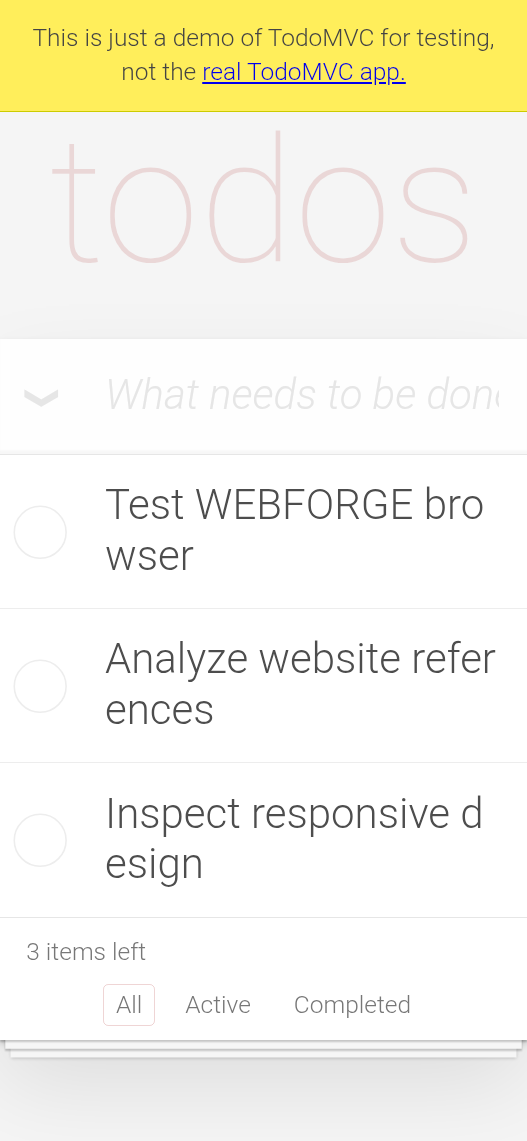 This is just a demo of TodoMVC for testing,
not the real TodoMVC app.
todos
What needs to be done
Test WEBFORGE bro
wser
Analyze website refer
ences
Inspect responsive d
esign
3 items left
All Active Completed